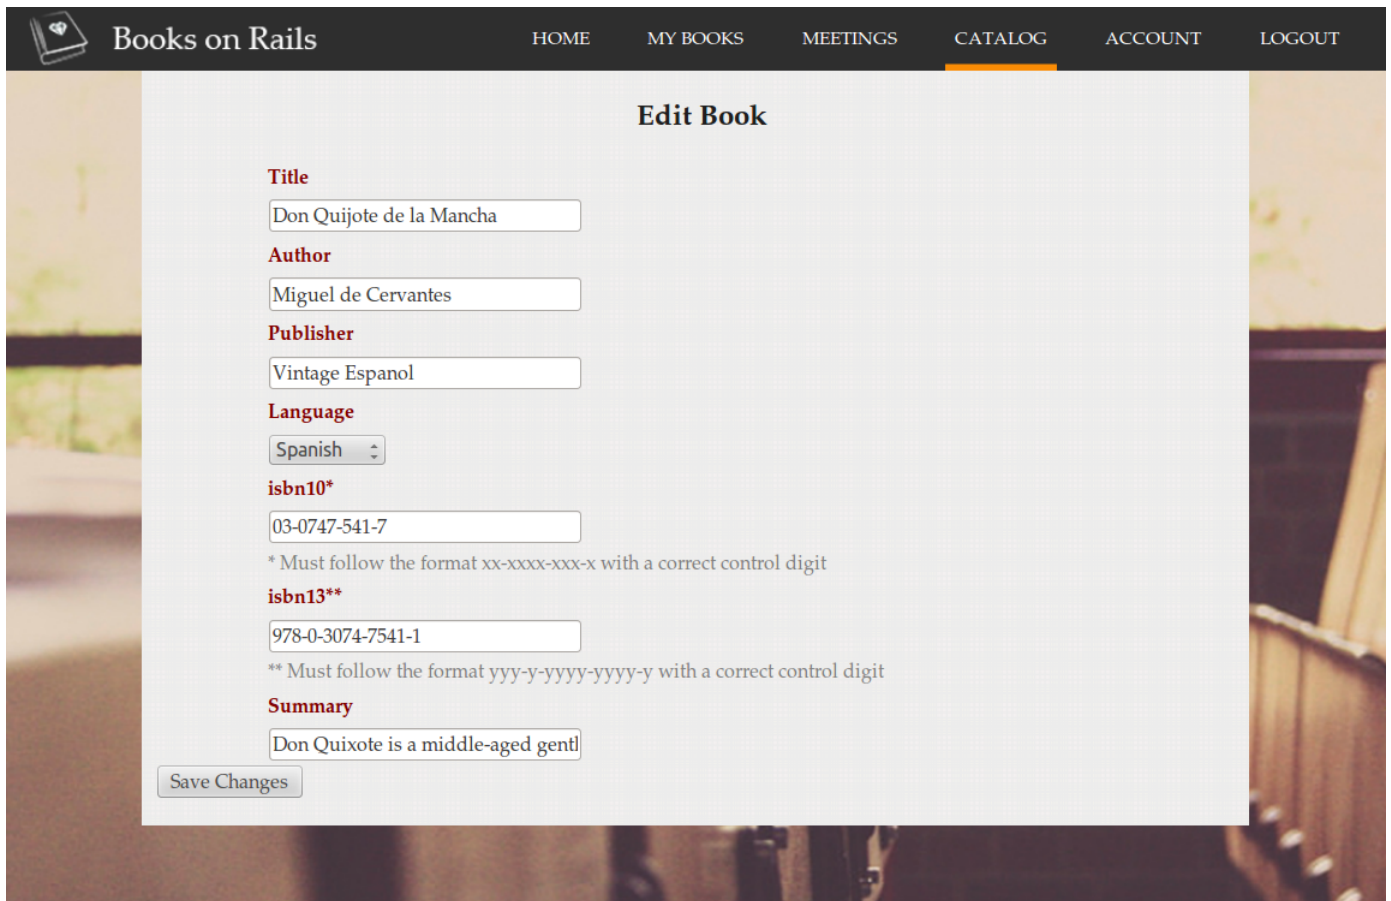 Books on Rails HOME MY BOOKS MEETINGS CATALOG ACCOUNT LOGOUT
Edit Book
Title
Don Quijote de la Mancha
Author
Miguel de Cervantes
Publisher
Vintage Espanol
Language
Spanish
isbn10*
03-0747-541-7
* Must follow the format xx-xxxx-xxx-x with a correct control digit
isbn13**
978-0-3074-7541-1
** Must follow the format yyy-y-yyyy-yyyy-y with a correct control digit
Summary
Don Quixote is a middle-aged gentl
Save Changes